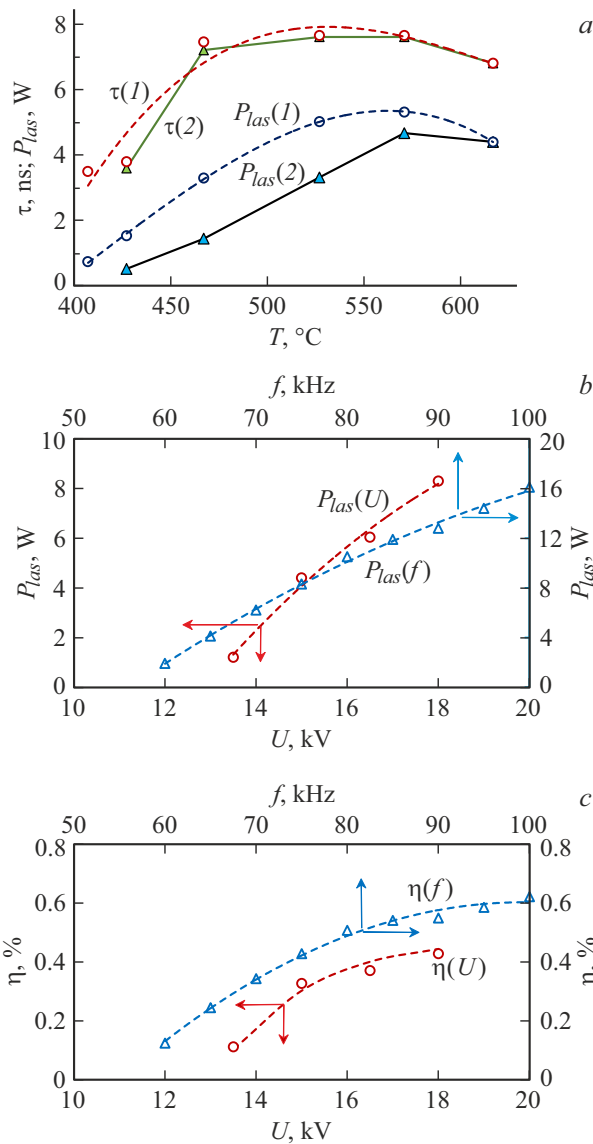 a
8
6
4
2
0
τ, ns; P_las, W
τ(1)
τ(2)
P_las(1)
P_las(2)
400 450 500 550 600
T, °C
b
f, kHz
50 60 70 80 90 100
10 20
8 16
6 12
4 8
2 4
0 0
P_las, W
P_las, W
P_las(U)
P_las(f)
10 12 14 16 18 20
U, kV
c
f, kHz
50 60 70 80 90 100
0.8 0.8
0.6 0.6
0.4 0.4
0.2 0.2
0 0
η, %
η, %
η(f)
η(U)
10 12 14 16 18 20
U, kV